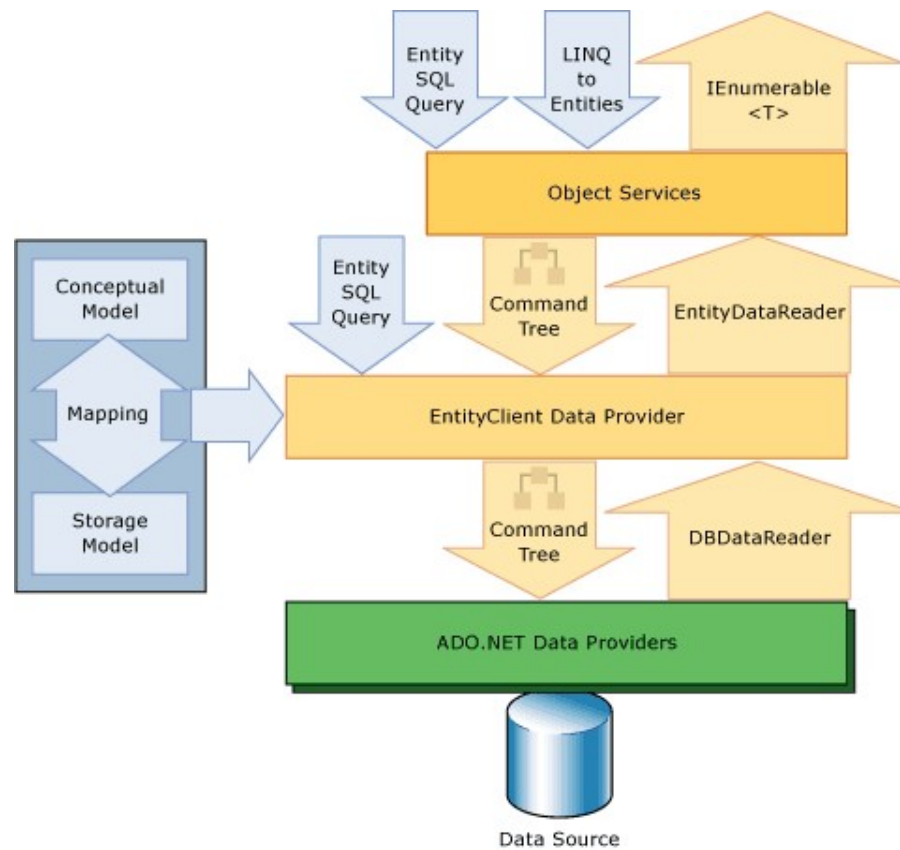 Entity
SQL
Query
LINQ
to
Entities
IEnumerable
<T>
Object Services
Conceptual
Model
Mapping
Storage
Model
Entity
SQL
Query
Command
Tree
EntityDataReader
EntityClient Data Provider
Command
Tree
DBDataReader
ADO.NET Data Providers
Data Source